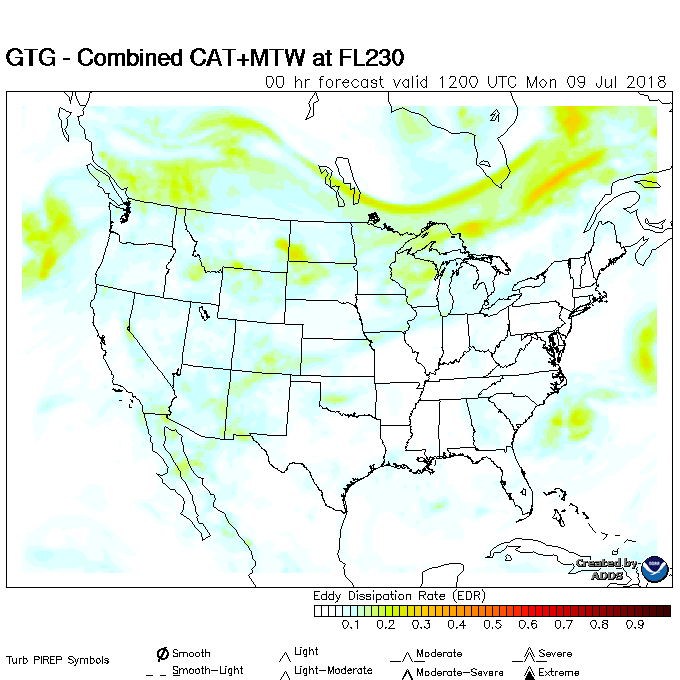 GTG - Combined CAT+MTW at FL230
00 hr forecast valid 1200 UTC Mon 09 Jul 2018
Created by
ADDS
Eddy Dissipation Rate (EDR)
0.1 0.2 0.3 0.4 0.5 0.6 0.7 0.8 0.9
Turb PIREP Symbols
Smooth Light Moderate Severe
Smooth-Light Light-Moderate Moderate-Severe Extreme